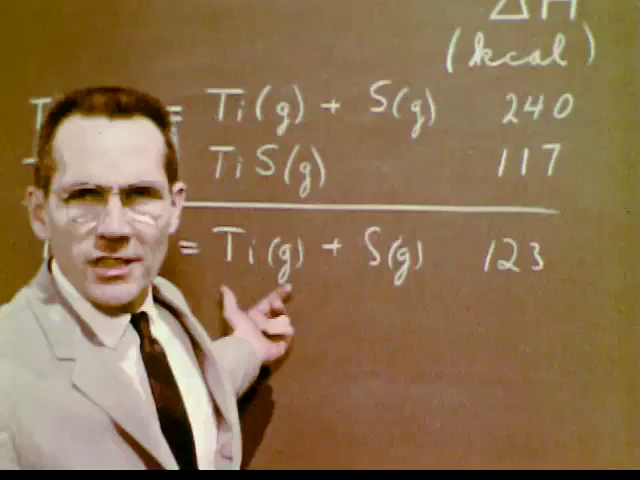 ΔH
(kcal)
= Ti(g) + S(g) 240
TiS(g) 117
= Ti(g) + S(g) 123